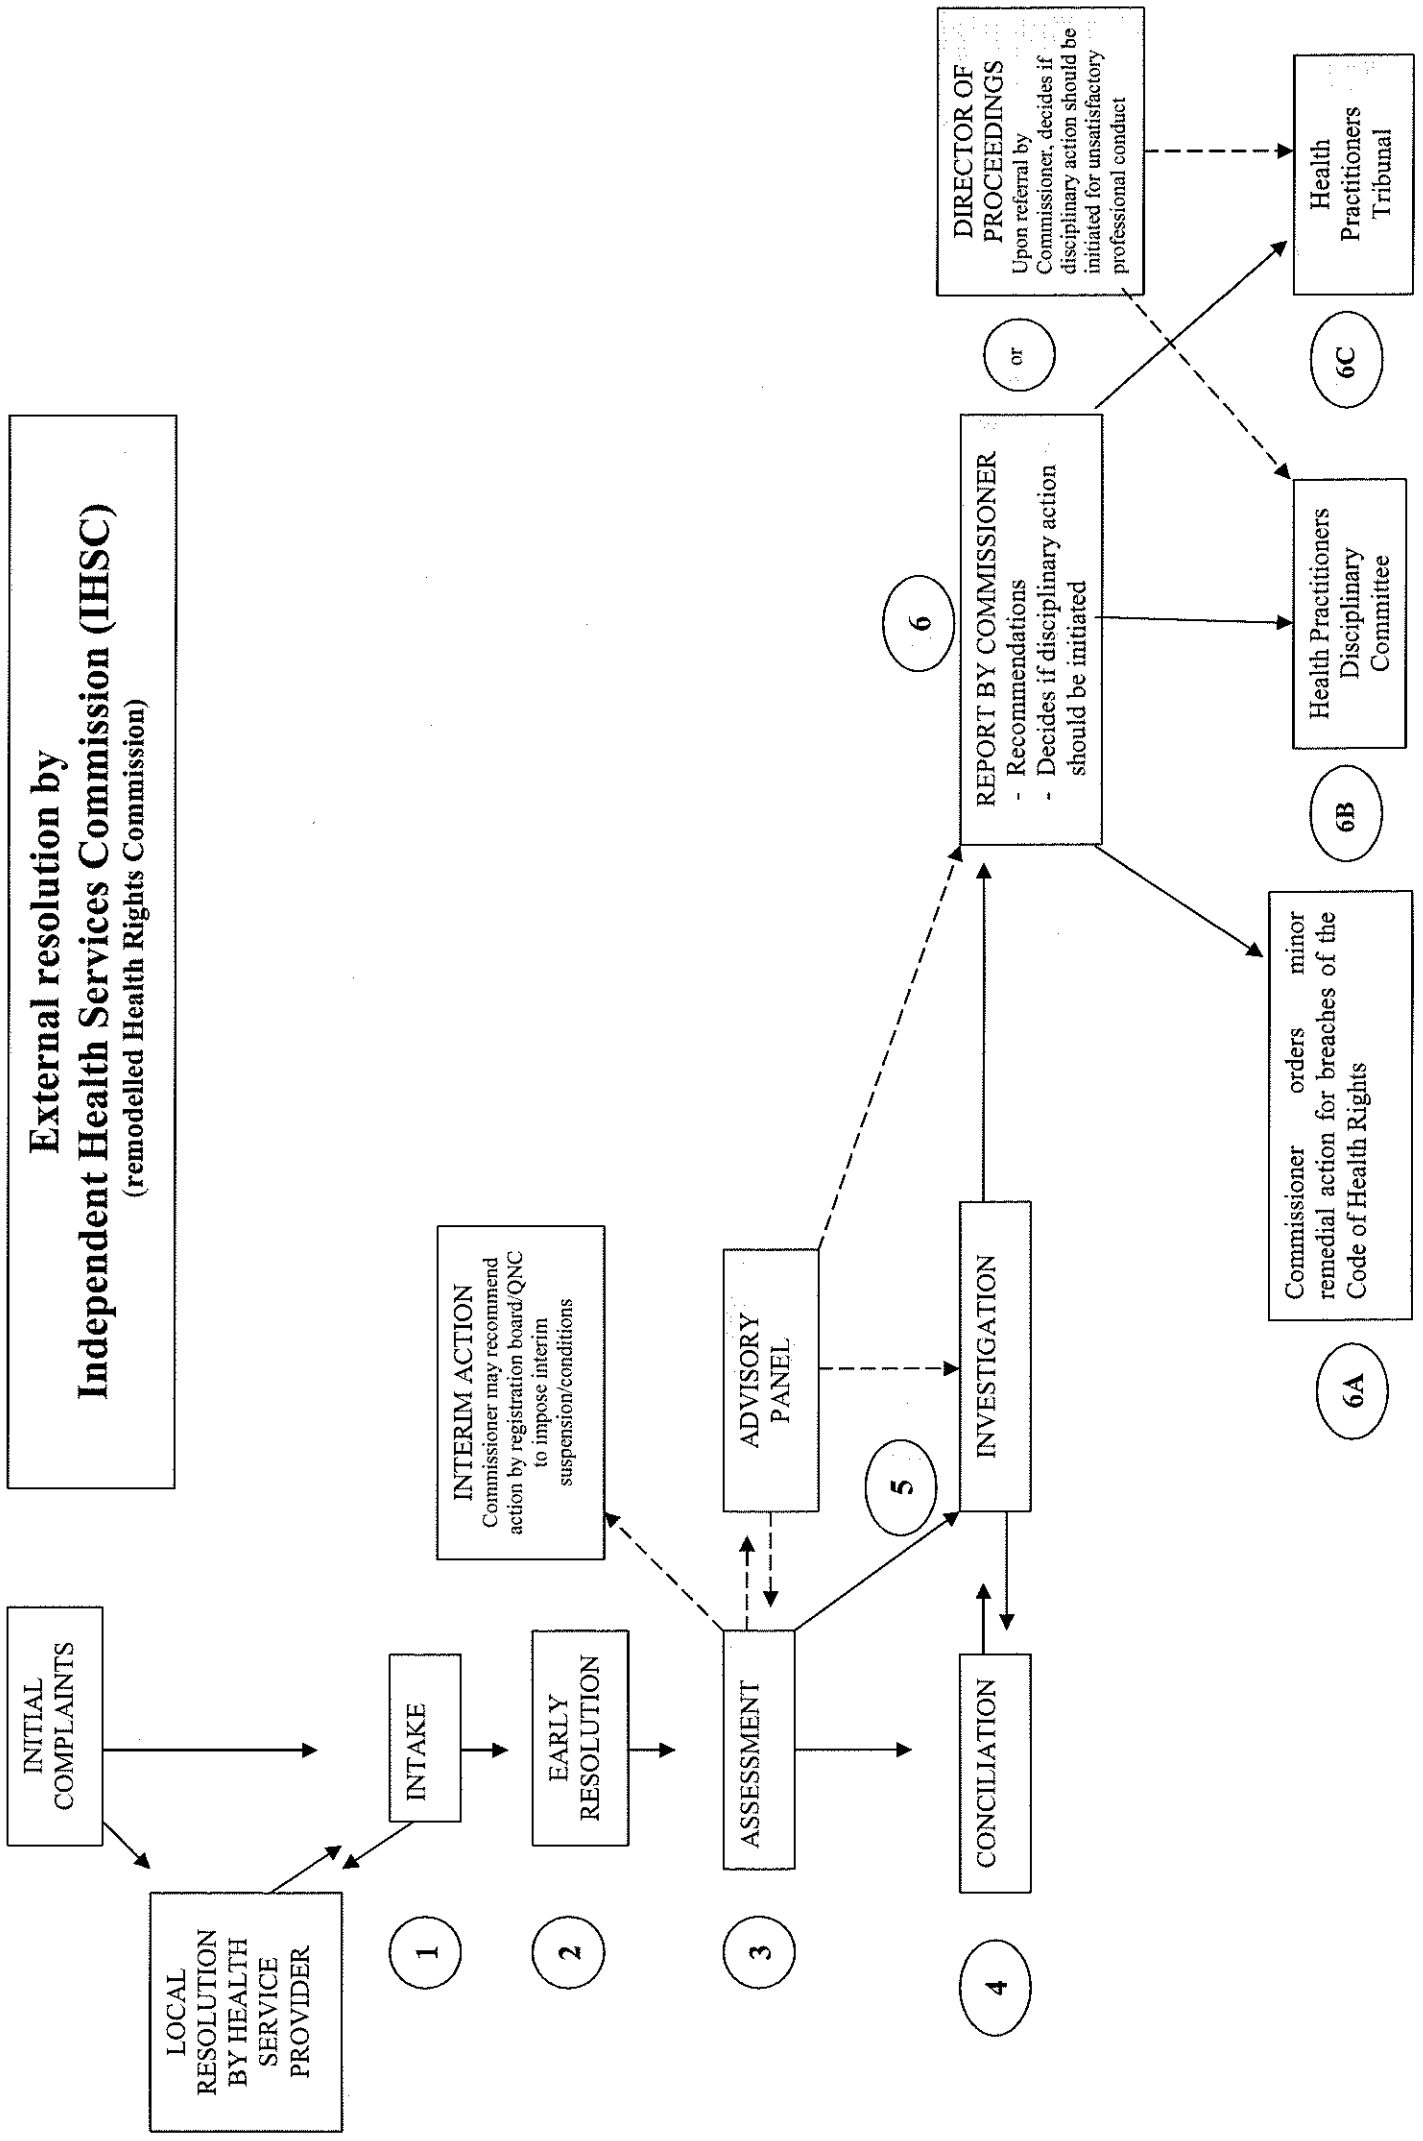 External resolution by
Independent Health Services Commission (IHSC)
(remodelled Health Rights Commission)
INITIAL
COMPLAINTS
LOCAL
RESOLUTION
BY HEALTH
SERVICE
PROVIDER
1
INTAKE
2
EARLY
RESOLUTION
INTERIM ACTION
Commissioner may recommend
action by registration board/QNC
to impose interim
suspension/conditions
3
ASSESSMENT
ADVISORY
PANEL
4
CONCILIATION
5
INVESTIGATION
6
REPORT BY COMMISSIONER
- Recommendations
- Decides if disciplinary action
should be initiated
or
DIRECTOR OF
PROCEEDINGS
Upon referral by
Commissioner, decides if
disciplinary action should be
initiated for unsatisfactory
professional conduct
6A
Commissioner orders minor
remedial action for breaches of the
Code of Health Rights
6B
Health Practitioners
Disciplinary
Committee
6C
Health
Practitioners
Tribunal